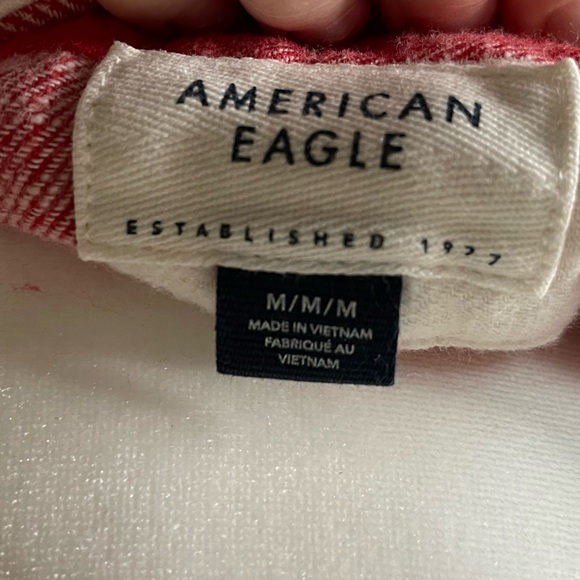 AMERICAN
EAGLE
ESTABLISHED 1977
M/M/M
MADE IN VIETNAM
FABRIQUÉ AU
VIETNAM